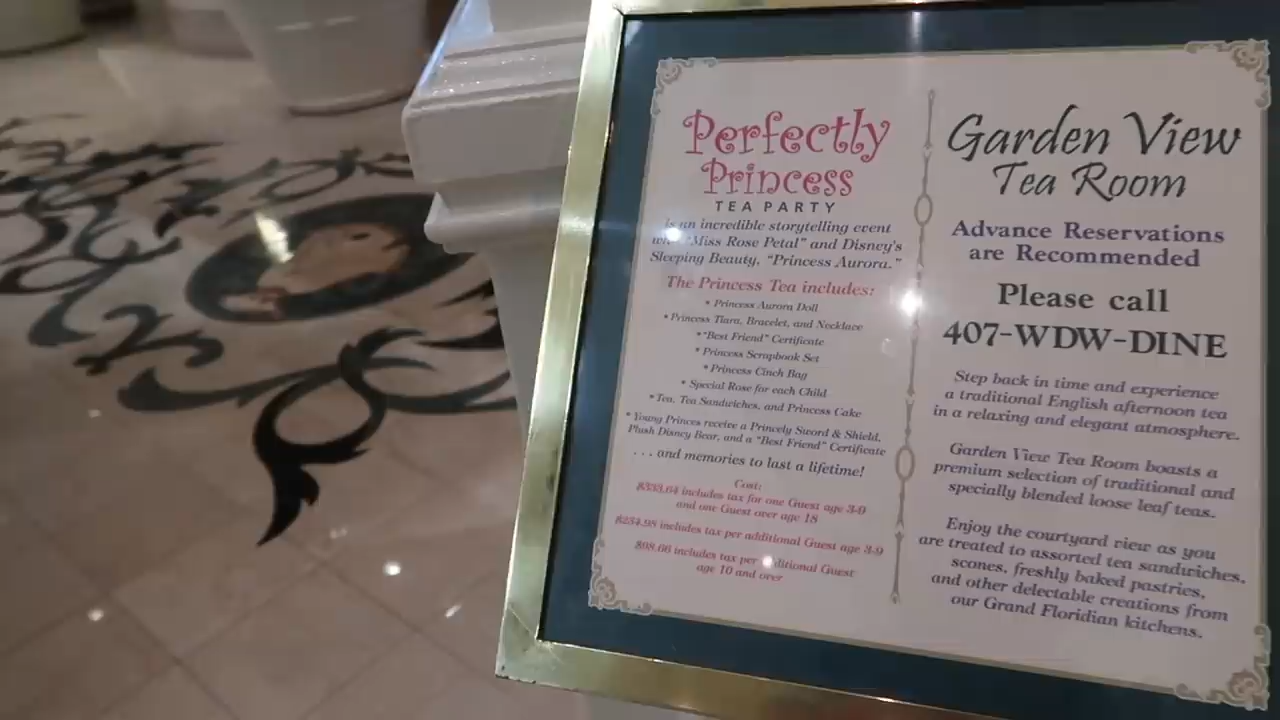 Perfectly
Princess
TEA PARTY
is an incredible storytelling event
with "Miss Rose Petal" and Disney's
Sleeping Beauty, "Princess Aurora."
The Princess Tea includes:
* Princess Aurora Doll
* Princess Tiara, Bracelet, and Necklace
* "Best Friend" Certificate
* Princess Scrapbook Set
* Princess Cinch Bag
* Special Rose for each Child
* Tea, Tea Sandwiches, and Princess Cake
* Young Princes receive a Princely Sword & Shield,
Plush Disney Bear, and a "Best Friend" Certificate
. . . and memories to last a lifetime!
Cost:
$333.64 includes tax for one Guest age 3-9
and one Guest over age 18
$234.98 includes tax per additional Guest age 3-9
$98.66 includes tax per additional Guest
age 10 and over
Garden View
Tea Room
Advance Reservations
are Recommended
Please call
407-WDW-DINE
Step back in time and experience
a traditional English afternoon tea
in a relaxing and elegant atmosphere.
Garden View Tea Room boasts a
premium selection of traditional and
specially blended loose leaf teas.
Enjoy the courtyard view as you
are treated to assorted tea sandwiches,
scones, freshly baked pastries,
and other delectable creations from
our Grand Floridian kitchens.